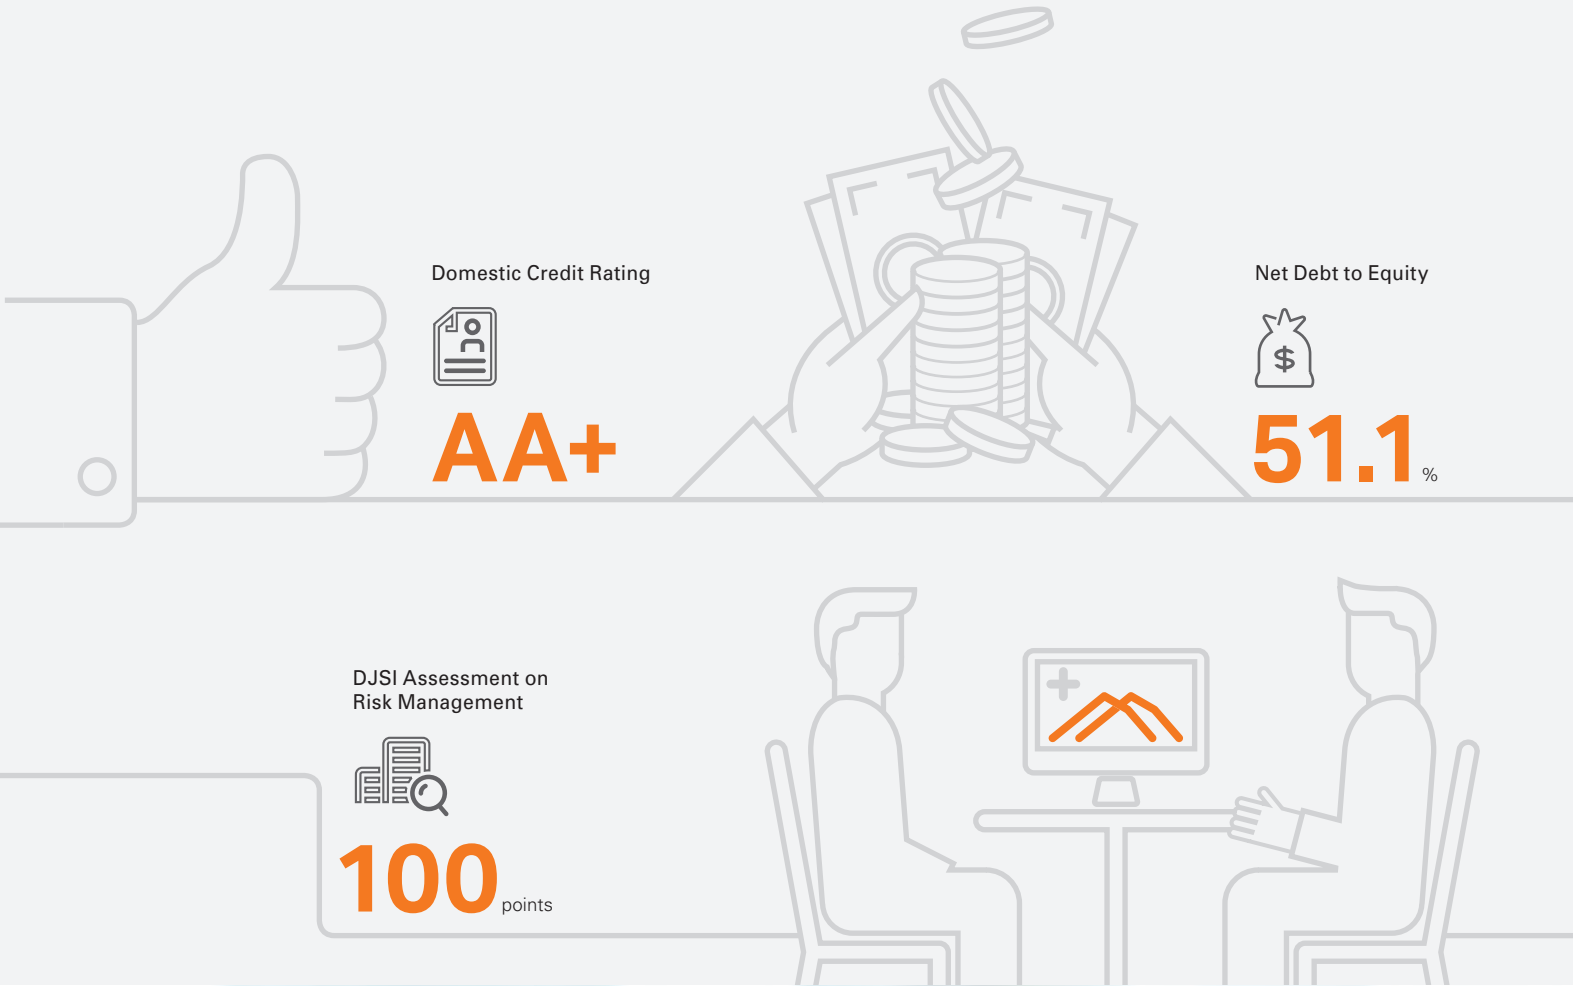 Domestic Credit Rating
AA+
Net Debt to Equity
$
51.1 %
DJSI Assessment on
Risk Management
100 points